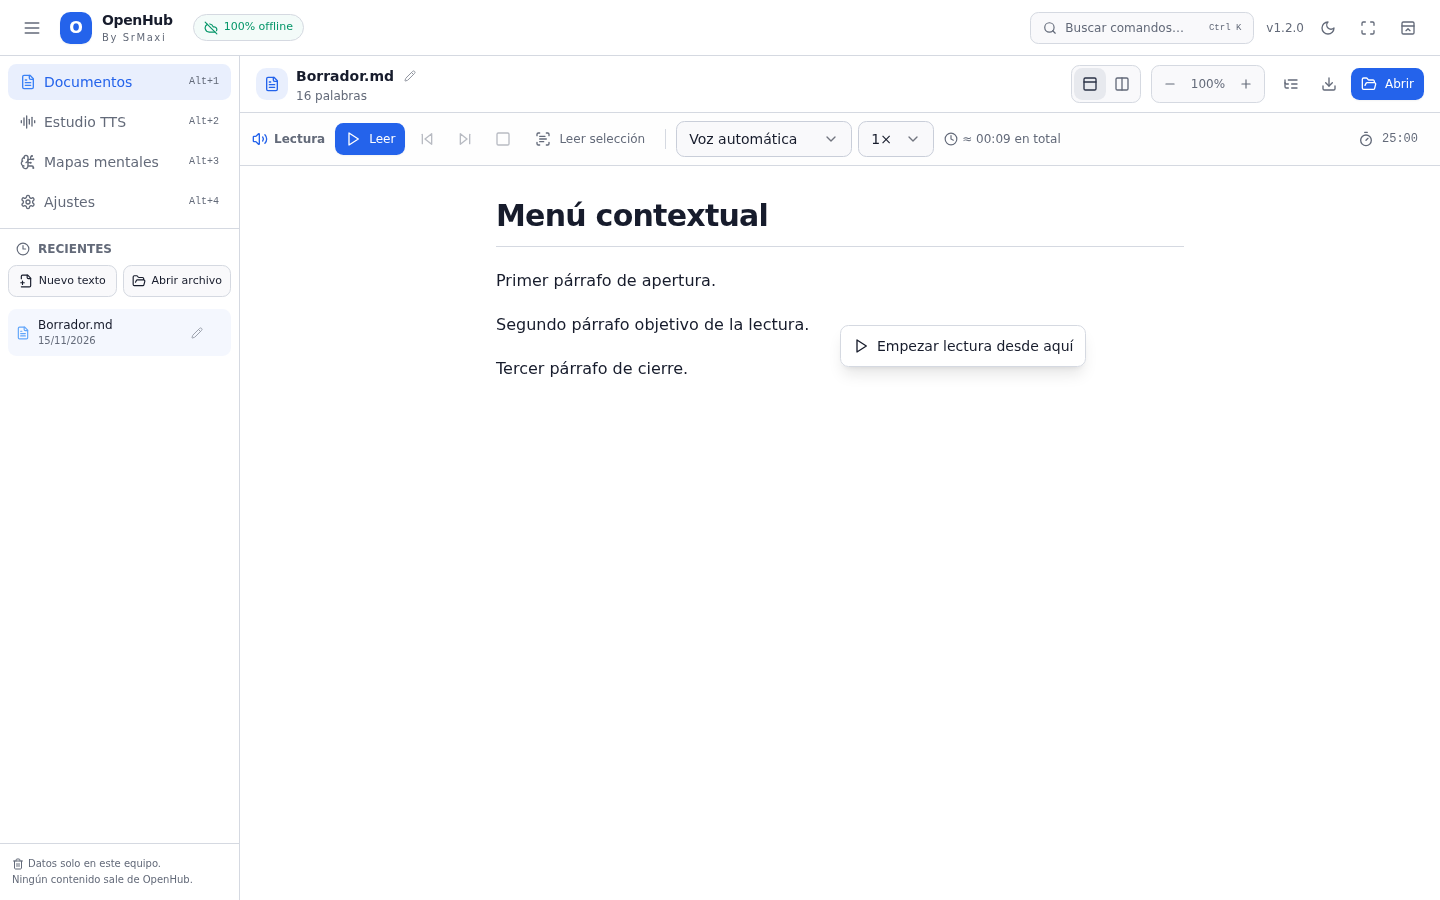 O
OpenHub
By SrMaxi
100% offline
Buscar comandos...
Ctrl K
v1.2.0
Documentos
Alt+1
Estudio TTS
Alt+2
Mapas mentales
Alt+3
Ajustes
Alt+4
RECIENTES
Nuevo texto
Abrir archivo
Borrador.md
15/11/2026
Datos solo en este equipo.
Ningún contenido sale de OpenHub.
Borrador.md
16 palabras
100%
Abrir
Lectura
Leer
Leer selección
Voz automática
1×
≈ 00:09 en total
25:00
Menú contextual
Primer párrafo de apertura.
Segundo párrafo objetivo de la lectura.
Empezar lectura desde aquí
Tercer párrafo de cierre.